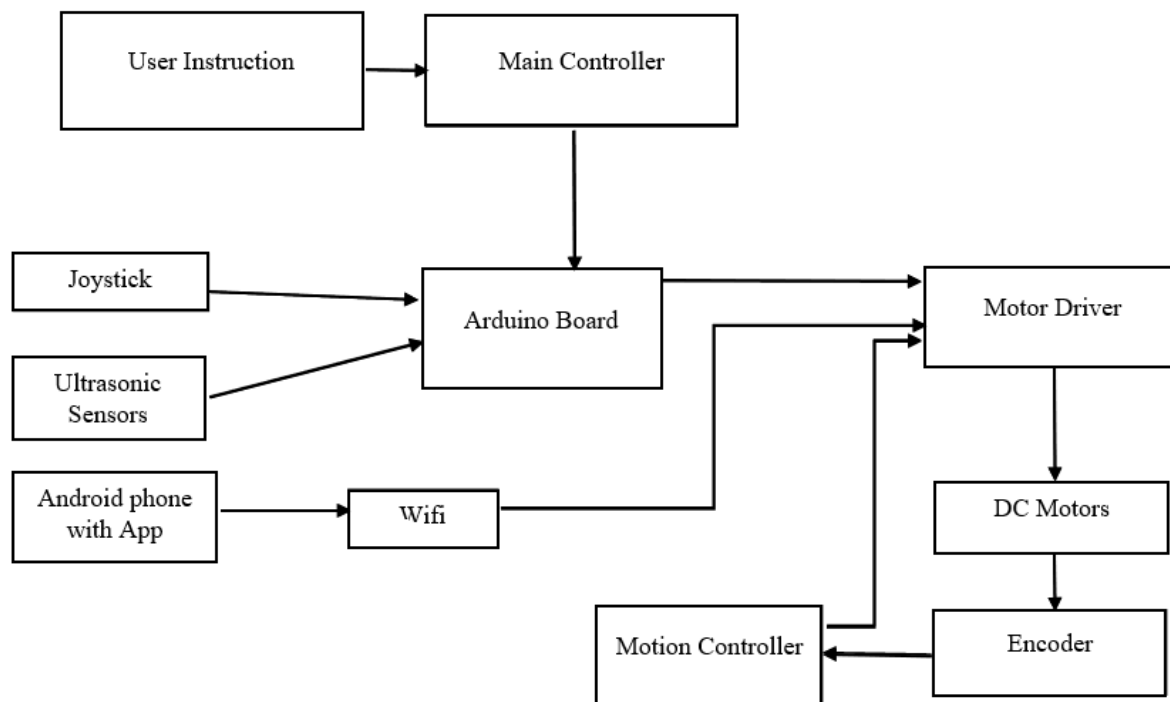 User Instruction
Main Controller
Joystick
Arduino Board
Motor Driver
Ultrasonic
Sensors
Android phone
with App
Wifi
DC Motors
Motion Controller
Encoder